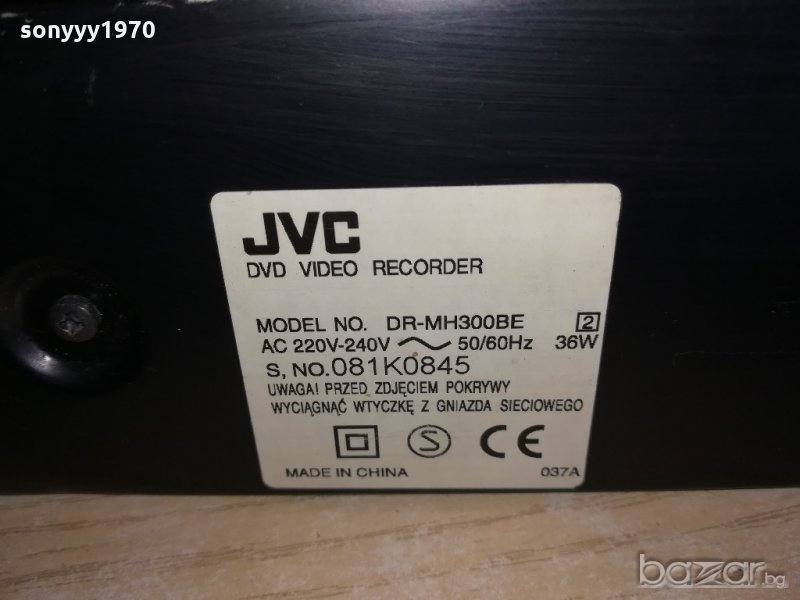 sonyyy1970
JVC
DVD VIDEO RECORDER
MODEL NO. DR-MH300BE 2
AC 220V-240V 50/60Hz 36W
S, NO.081K0845
UWAGA! PRZED ZDJĘCIEM POKRYWY
WYCIĄGNĄĆ WTYCZKĘ Z GNIAZDA SIECIOWEGO
S CE
MADE IN CHINA 037A
bazar.bg